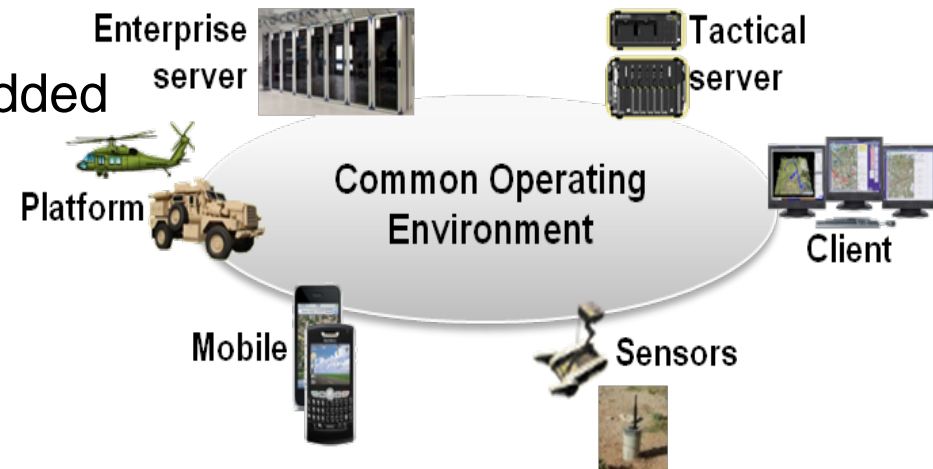 Enterprise
server
dded
Tactical
server
Platform
Common Operating
Environment
Client
Mobile
Sensors